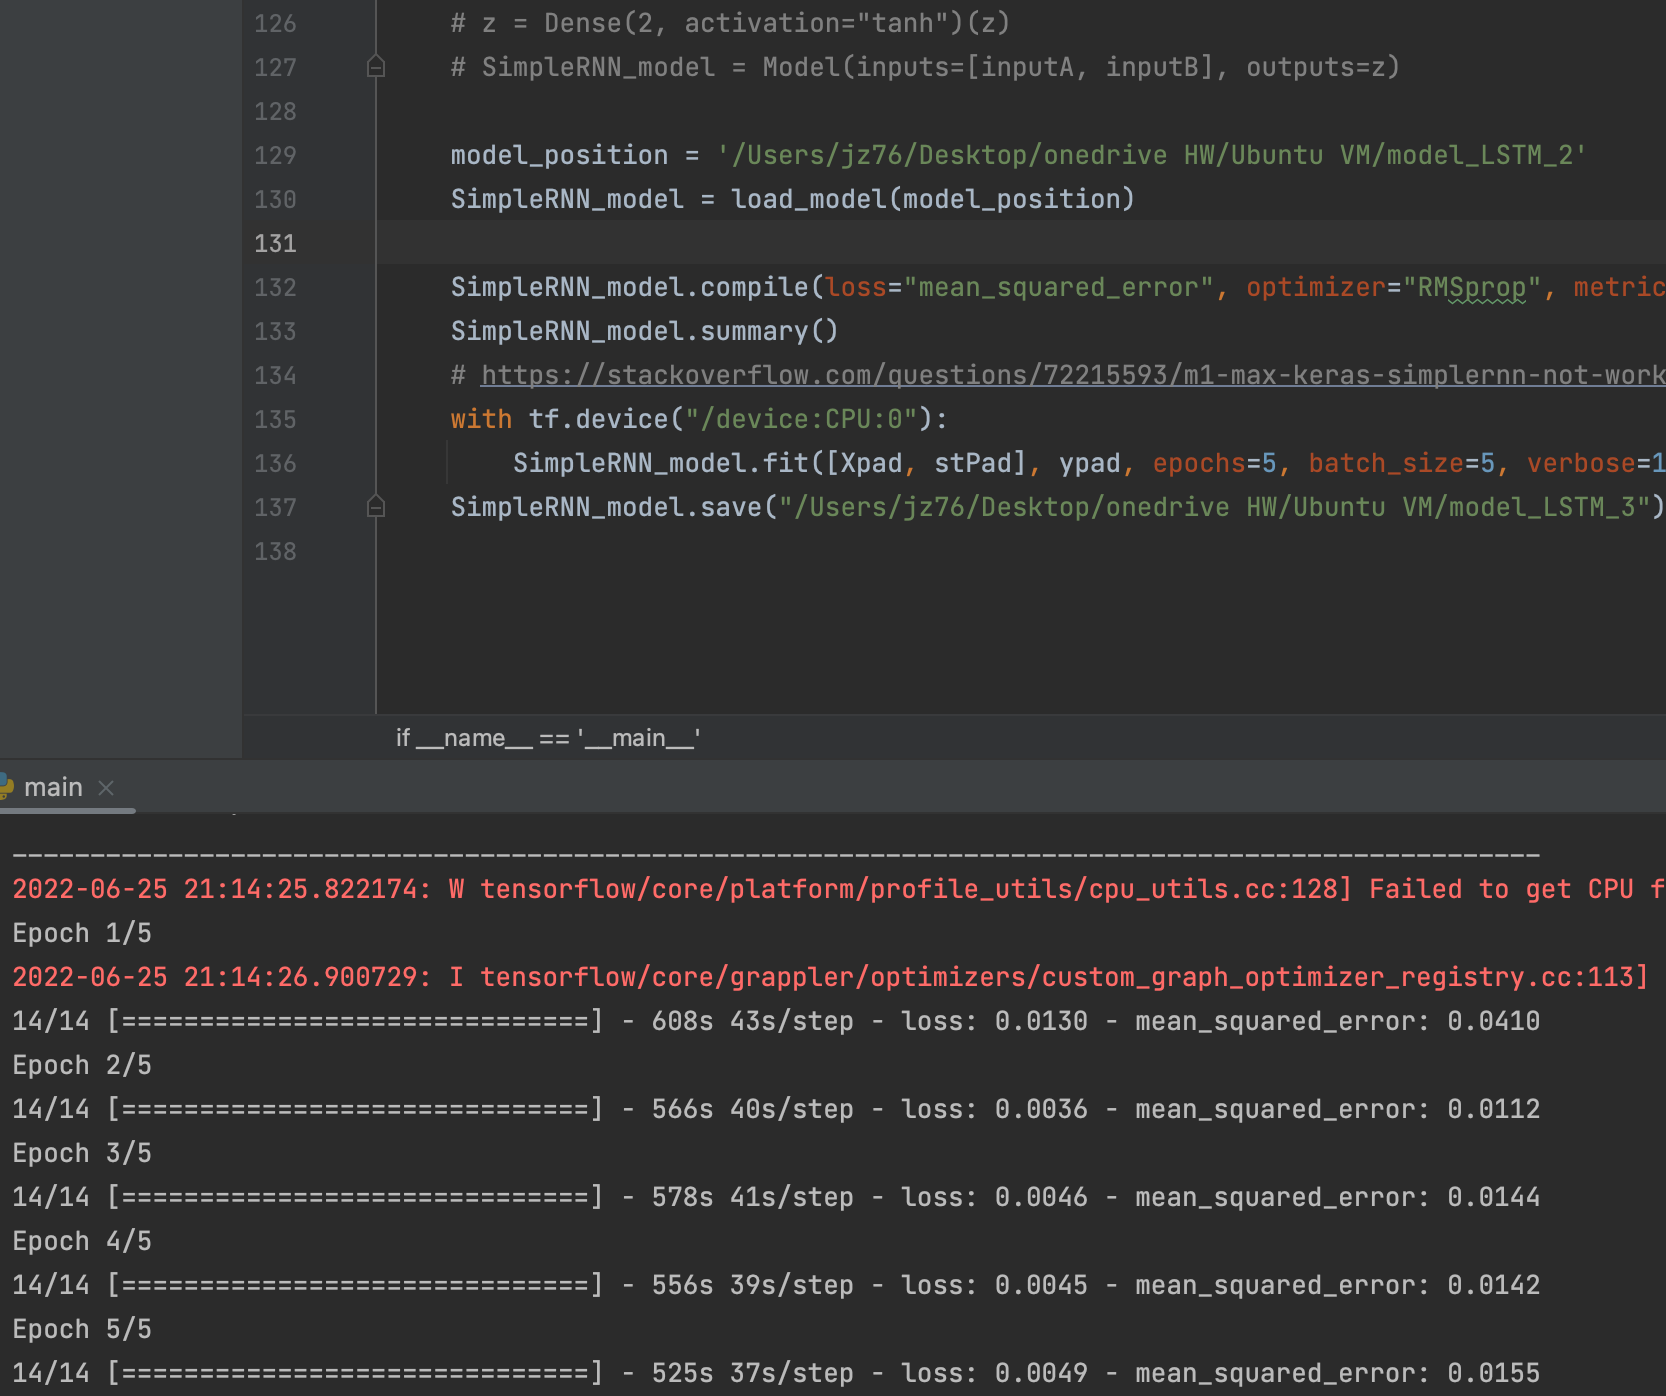 126 # z = Dense(2, activation="tanh")(z)
127 # SimpleRNN_model = Model(inputs=[inputA, inputB], outputs=z)
128
129 model_position = '/Users/jz76/Desktop/onedrive HW/Ubuntu VM/model_LSTM_2'
130 SimpleRNN_model = load_model(model_position)
131
132 SimpleRNN_model.compile(loss="mean_squared_error", optimizer="RMSprop", metric
133 SimpleRNN_model.summary()
134 # https://stackoverflow.com/questions/72215593/m1-max-keras-simplernn-not-work
135 with tf.device("/device:CPU:0"):
136 SimpleRNN_model.fit([Xpad, stPad], ypad, epochs=5, batch_size=5, verbose=1
137 SimpleRNN_model.save("/Users/jz76/Desktop/onedrive HW/Ubuntu VM/model_LSTM_3")
138
if __name__ == '__main__'
main
2022-06-25 21:14:25.822174: W tensorflow/core/platform/profile_utils/cpu_utils.cc:128] Failed to get CPU f
Epoch 1/5
2022-06-25 21:14:26.900729: I tensorflow/core/grappler/optimizers/custom_graph_optimizer_registry.cc:113]
14/14 [==============================] - 608s 43s/step - loss: 0.0130 - mean_squared_error: 0.0410
Epoch 2/5
14/14 [==============================] - 566s 40s/step - loss: 0.0036 - mean_squared_error: 0.0112
Epoch 3/5
14/14 [==============================] - 578s 41s/step - loss: 0.0046 - mean_squared_error: 0.0144
Epoch 4/5
14/14 [==============================] - 556s 39s/step - loss: 0.0045 - mean_squared_error: 0.0142
Epoch 5/5
14/14 [==============================] - 525s 37s/step - loss: 0.0049 - mean_squared_error: 0.0155